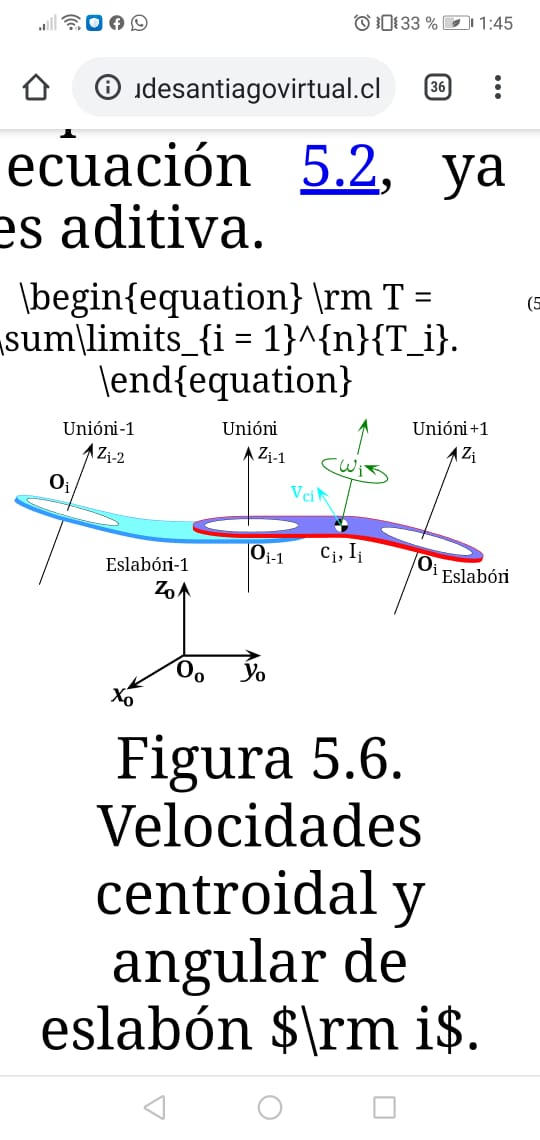 33 % 1:45
ıdesantiagovirtual.cl 36
ecuación 5.2, ya
es aditiva.
\begin{equation} \rm T = (5
\sum\limits_{i = 1}^{n}{T_i}.
\end{equation}
Unióni-1 Unióni Unióni+1
Zi-2 Zi-1 ωi Zi
Oi Vci
Eslabóni-1 Oi-1 ci, Ii Oi Eslabóni
Zo
Oo yo
xo
Figura 5.6.
Velocidades
centroidal y
angular de
eslabón $\rm i$.